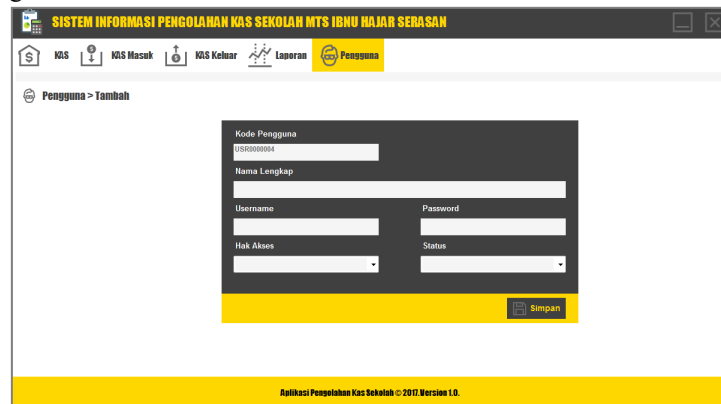 SISTEM INFORMASI PENGOLAHAN KAS SEKOLAH MTS IBNU HAJAR SERASAN
KAS KAS Masuk KAS Keluar Laporan Pengguna
Pengguna > Tambah
Kode Pengguna
USR0000004
Nama Lengkap
Username Password
Hak Akses Status
Simpan
Aplikasi Pengolahan Kas Sekolah © 2017. Version 1.0.